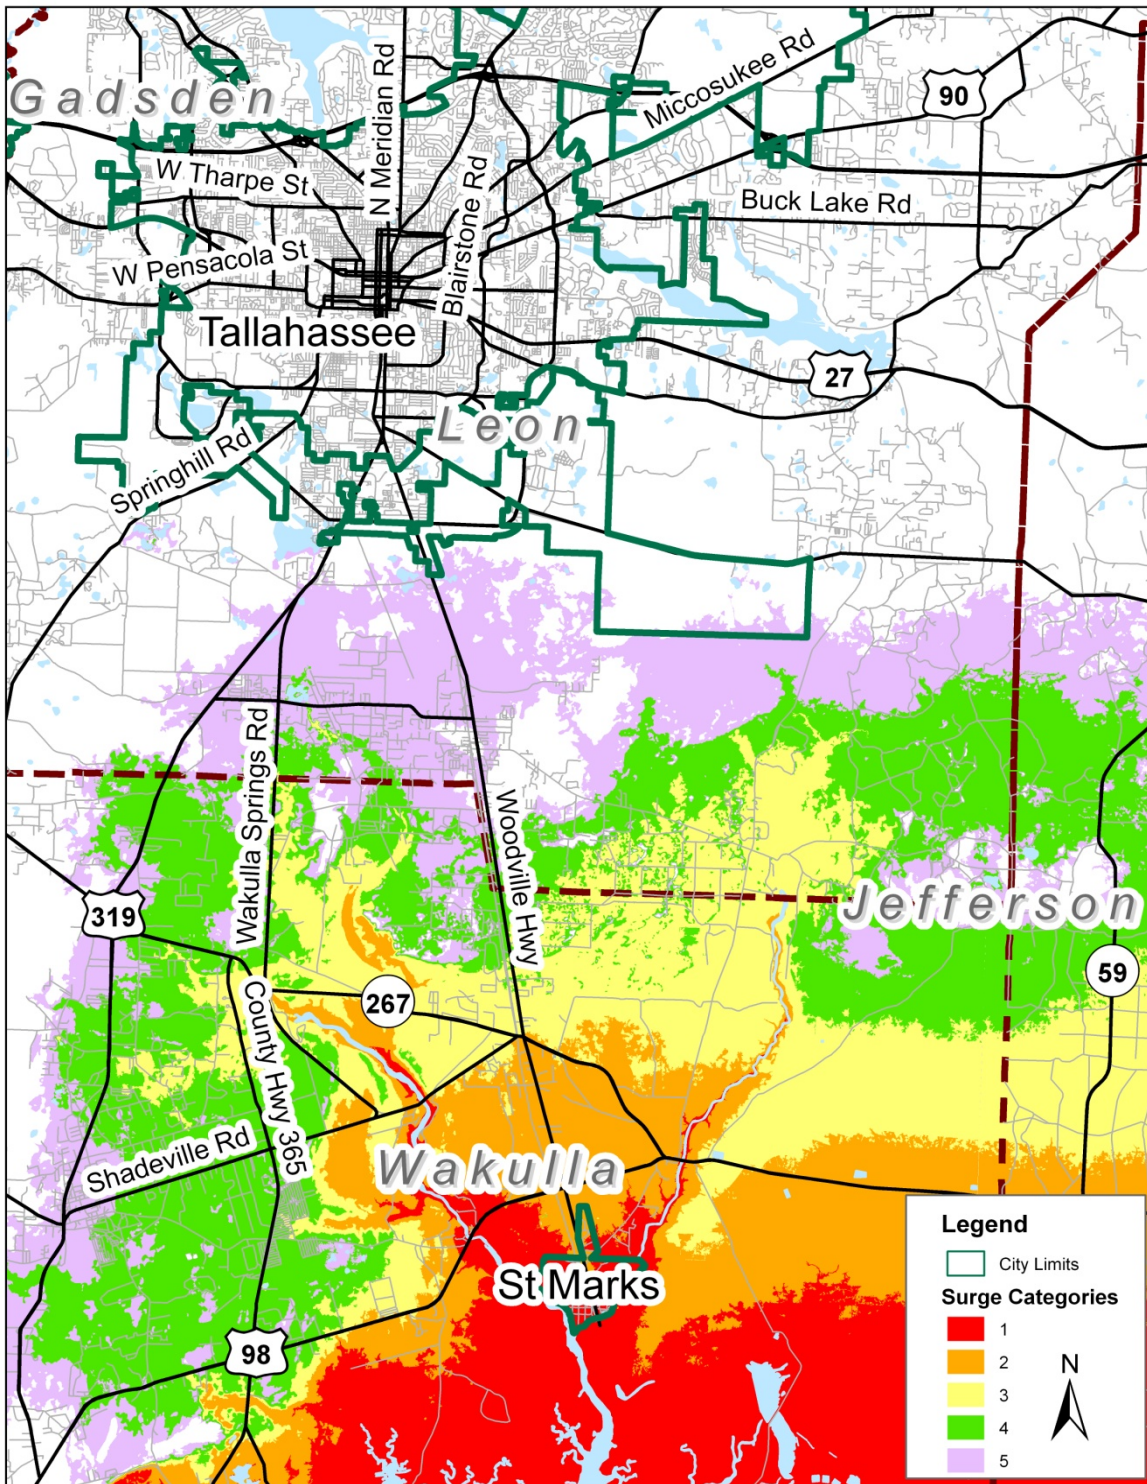 Gadsden
N Meridian Rd
Miccosukee Rd
90
W Tharpe St
Blairstone Rd
Buck Lake Rd
W Pensacola St
Tallahassee
27
Leon
Springhill Rd
Wakulla Springs Rd
Woodville Hwy
319
Jefferson
267
59
County Hwy 365
Shadeville Rd
Wakulla
St Marks
98
Legend
City Limits
Surge Categories
1
2
3
4
5
N